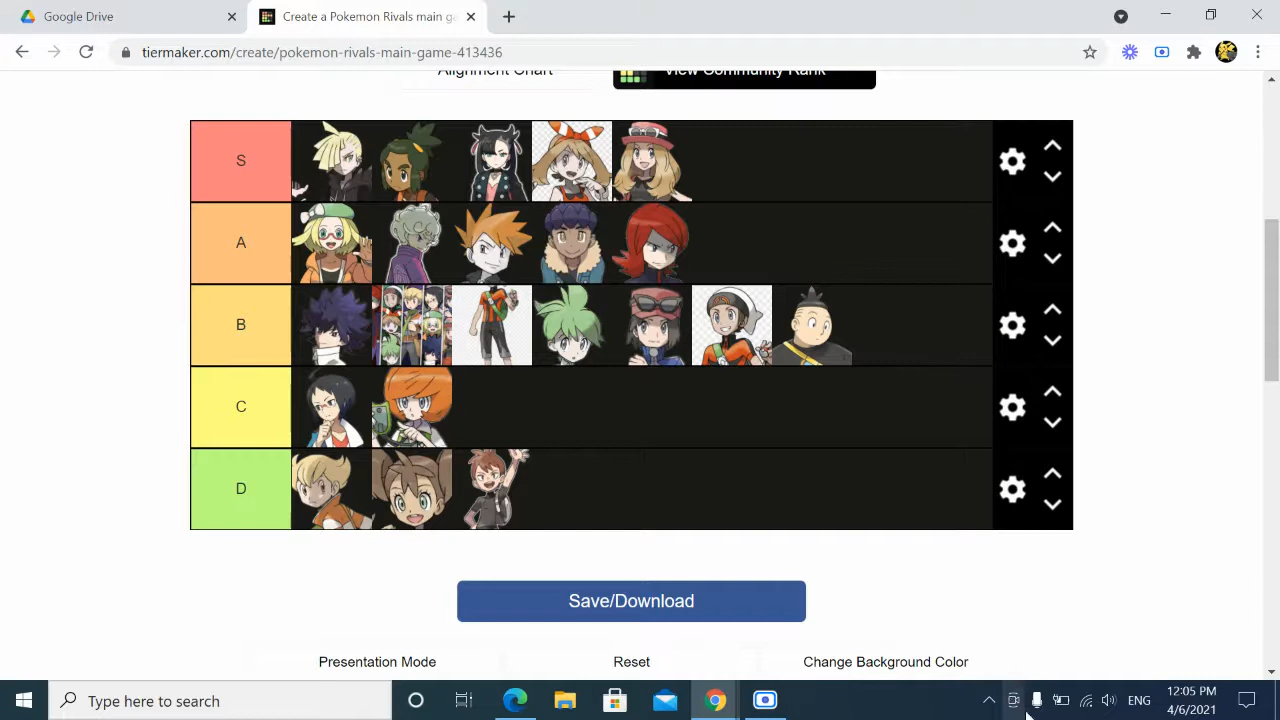 Google Drive
Create a Pokemon Rivals main ga
tiermaker.com/create/pokemon-rivals-main-game-413436
Alignment Chart
View Community Rank
S
A
B
C
D
Save/Download
Presentation Mode
Reset
Change Background Color
Type here to search
ENG
12:05 PM
4/6/2021